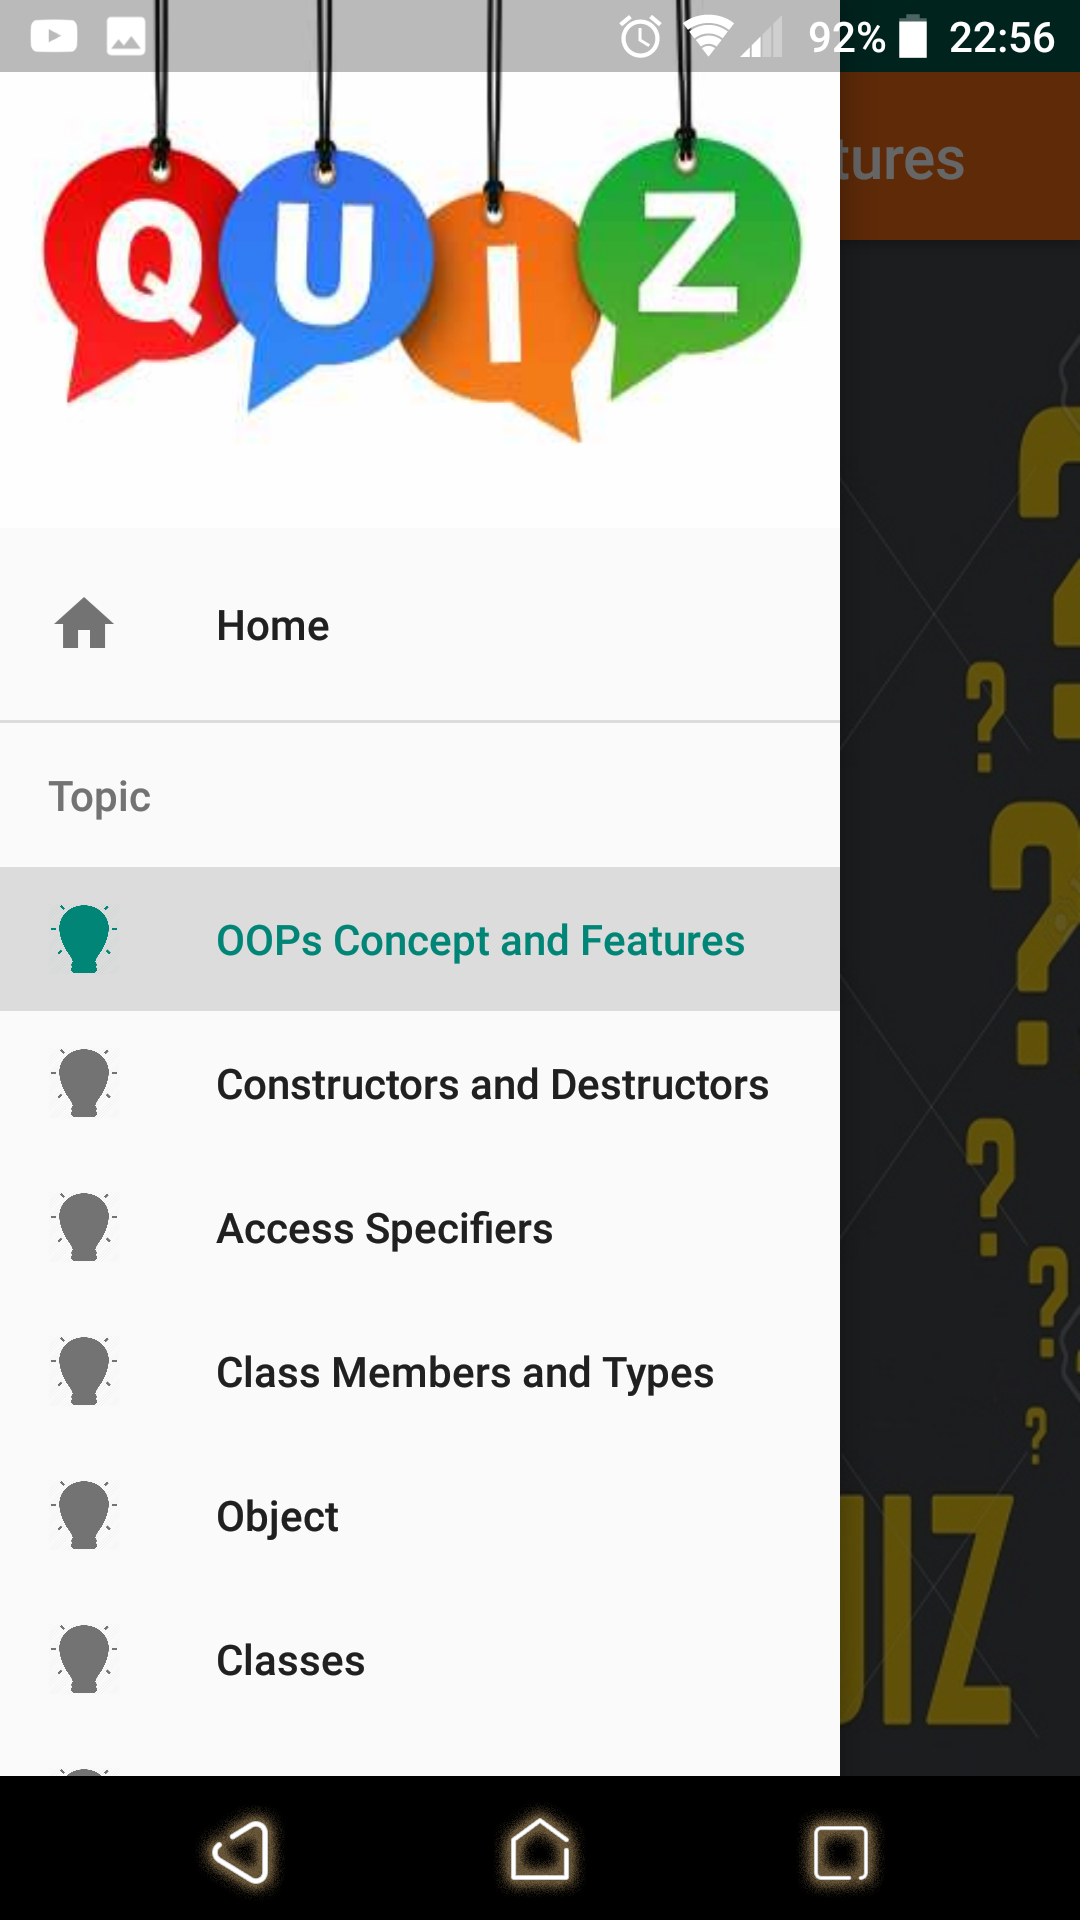 92% 22:56
tures
QUIZ
Home
Topic
OOPs Concept and Features
Constructors and Destructors
Access Specifiers
Class Members and Types
Object
Classes
? ? ? ? ? ?
UIZ